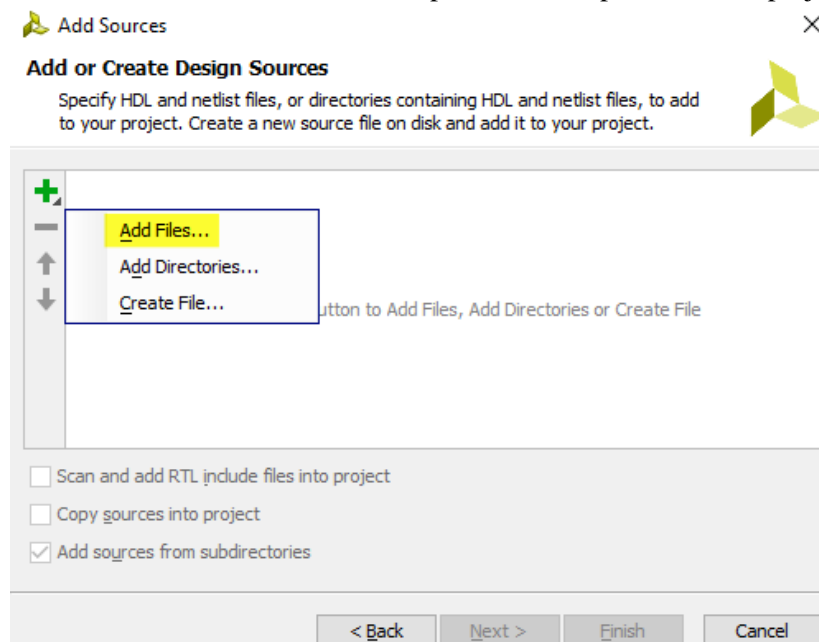 Add Sources
Add or Create Design Sources
Specify HDL and netlist files, or directories containing HDL and netlist files, to add
to your project. Create a new source file on disk and add it to your project.
Add Files...
Add Directories...
Create File...
utton to Add Files, Add Directories or Create File
Scan and add RTL include files into project
Copy sources into project
Add sources from subdirectories
< Back Next > Finish Cancel